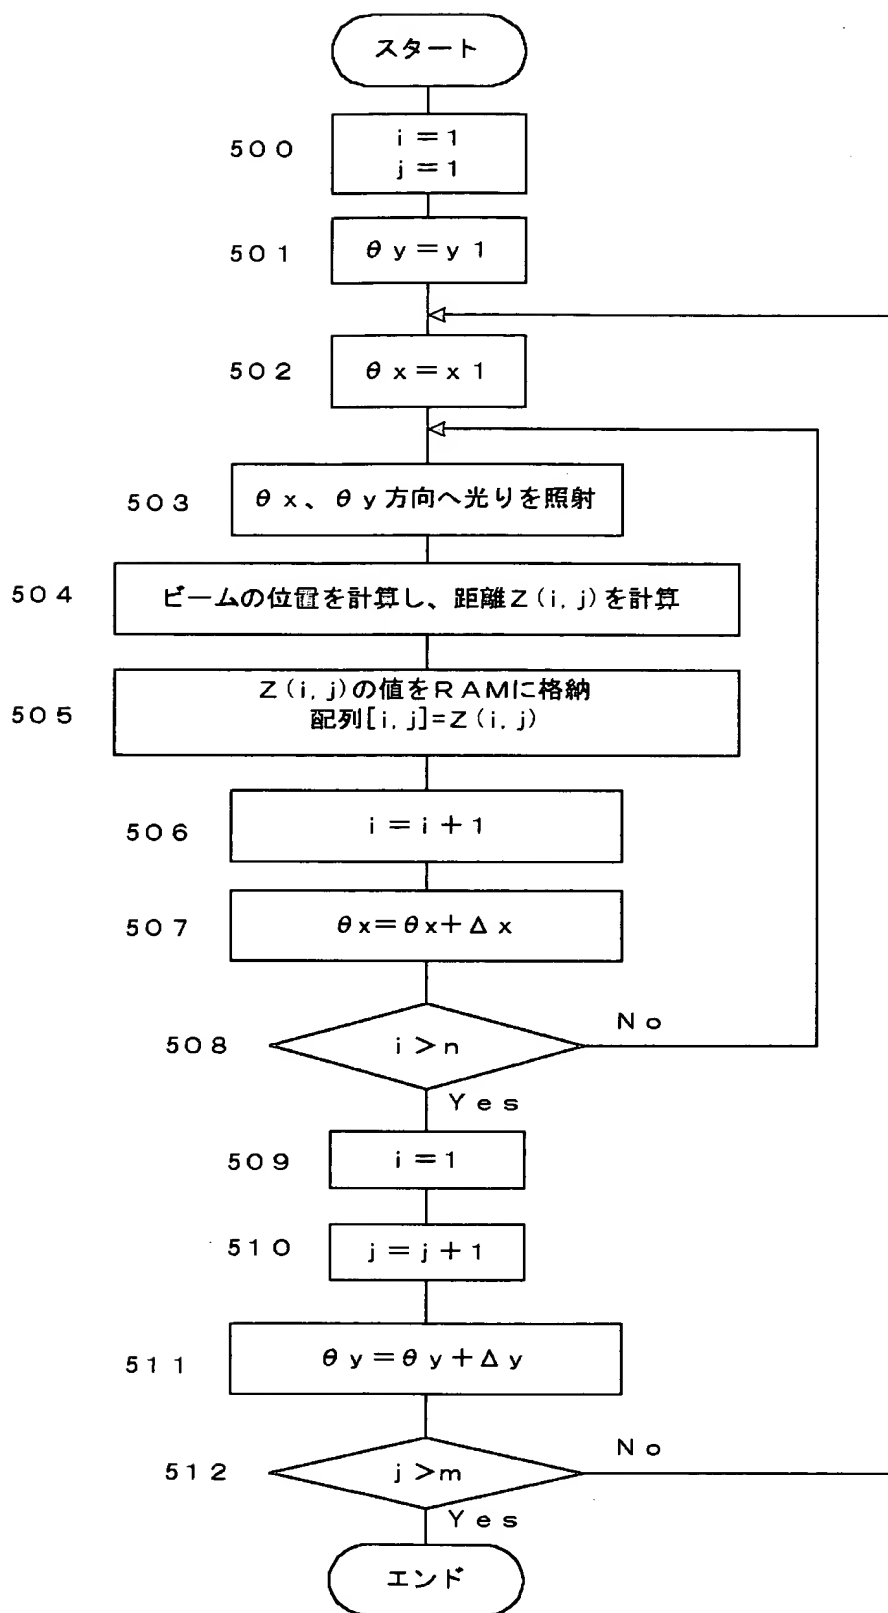 スタート
500
i=1
j=1
501
θy=y1
502
θx=x1
503
θx、θy方向へ光りを照射
504
ビームの位置を計算し、距離Z(i,j)を計算
505
Z(i,j)の値をRAMに格納
配列[i,j]=Z(i,j)
506
i=i+1
507
θx=θx+Δx
508
i>n
No
Yes
509
i=1
510
j=j+1
511
θy=θy+Δy
512
j>m
No
Yes
エンド